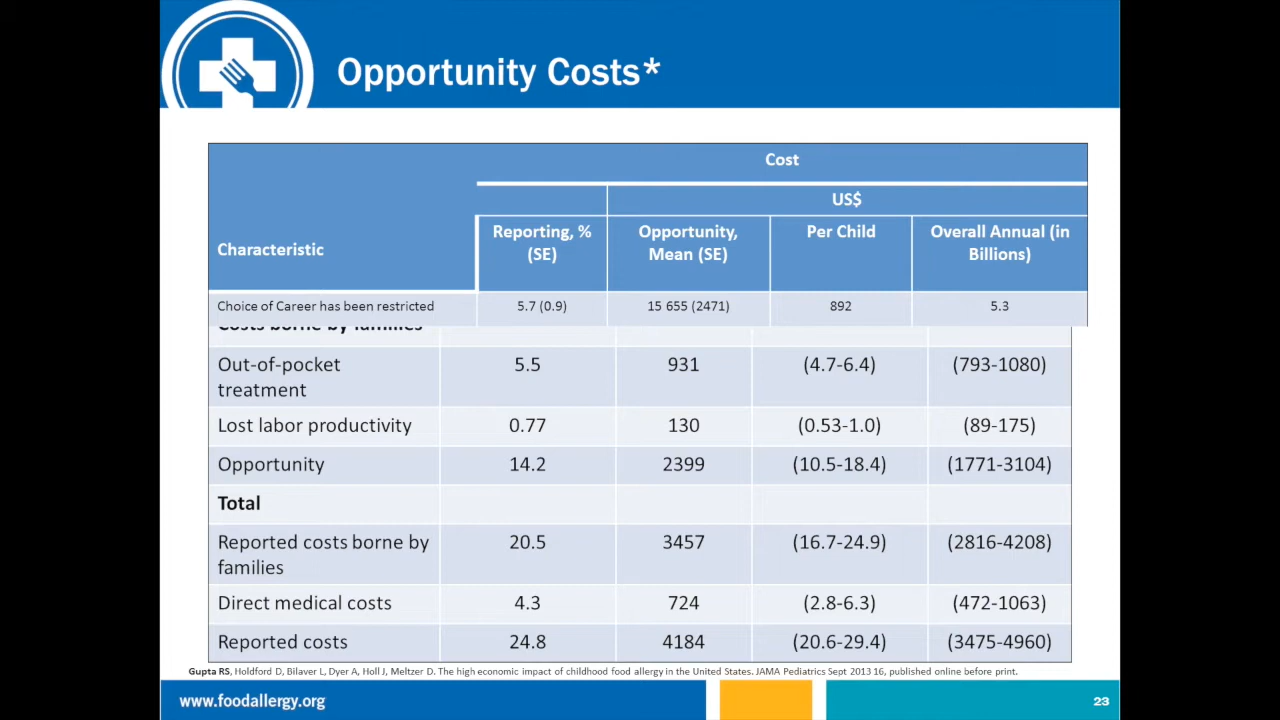 Opportunity Costs*
Cost
US$
Characteristic
Reporting, % (SE)
Opportunity, Mean (SE)
Per Child
Overall Annual (in Billions)
Choice of Career has been restricted 5.7 (0.9) 15 655 (2471) 892 5.3
Costs borne by families
Out-of-pocket treatment 5.5 931 (4.7-6.4) (793-1080)
Lost labor productivity 0.77 130 (0.53-1.0) (89-175)
Opportunity 14.2 2399 (10.5-18.4) (1771-3104)
Total
Reported costs borne by families 20.5 3457 (16.7-24.9) (2816-4208)
Direct medical costs 4.3 724 (2.8-6.3) (472-1063)
Reported costs 24.8 4184 (20.6-29.4) (3475-4960)
Gupta RS, Holdford D, Bilaver L, Dyer A, Holl J, Meltzer D. The high economic impact of childhood food allergy in the United States. JAMA Pediatrics Sept 2013 16, published online before print.
www.foodallergy.org
23